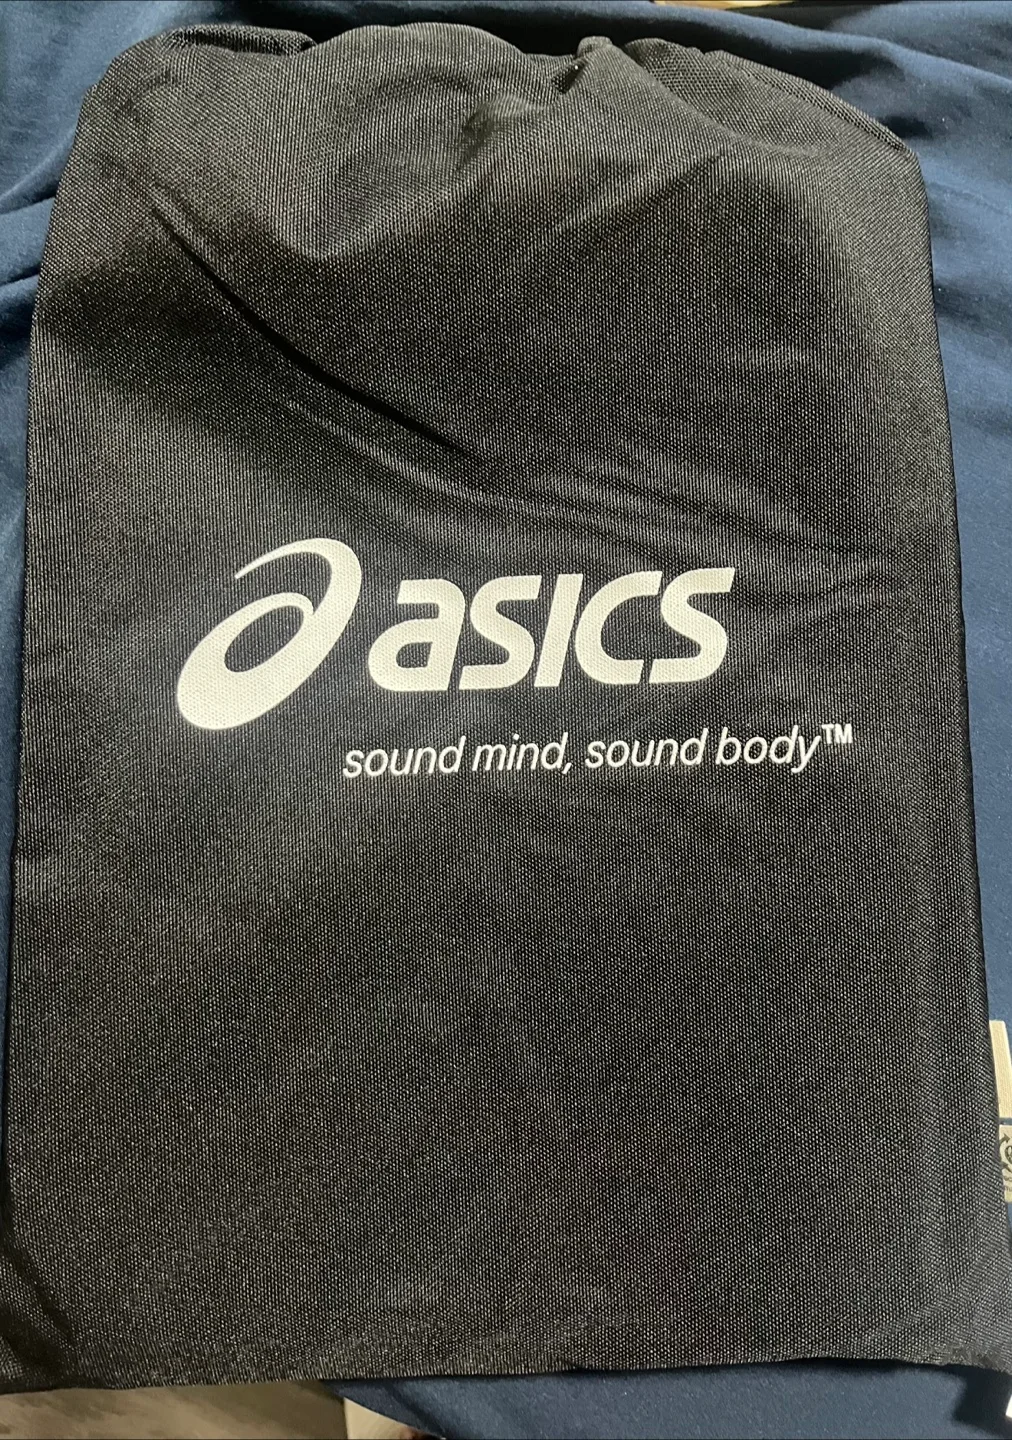 asics
sound mind, sound body™